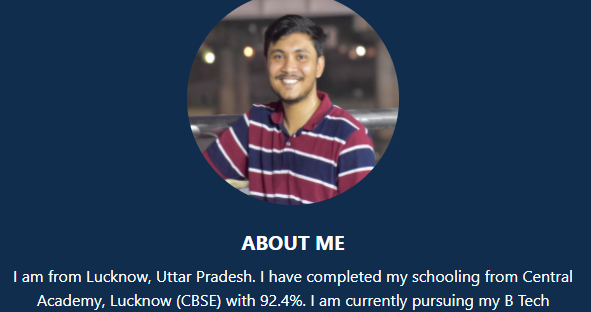 ABOUT ME
I am from Lucknow, Uttar Pradesh. I have completed my schooling from Central
Academy, Lucknow (CBSE) with 92.4%. I am currently pursuing my B Tech